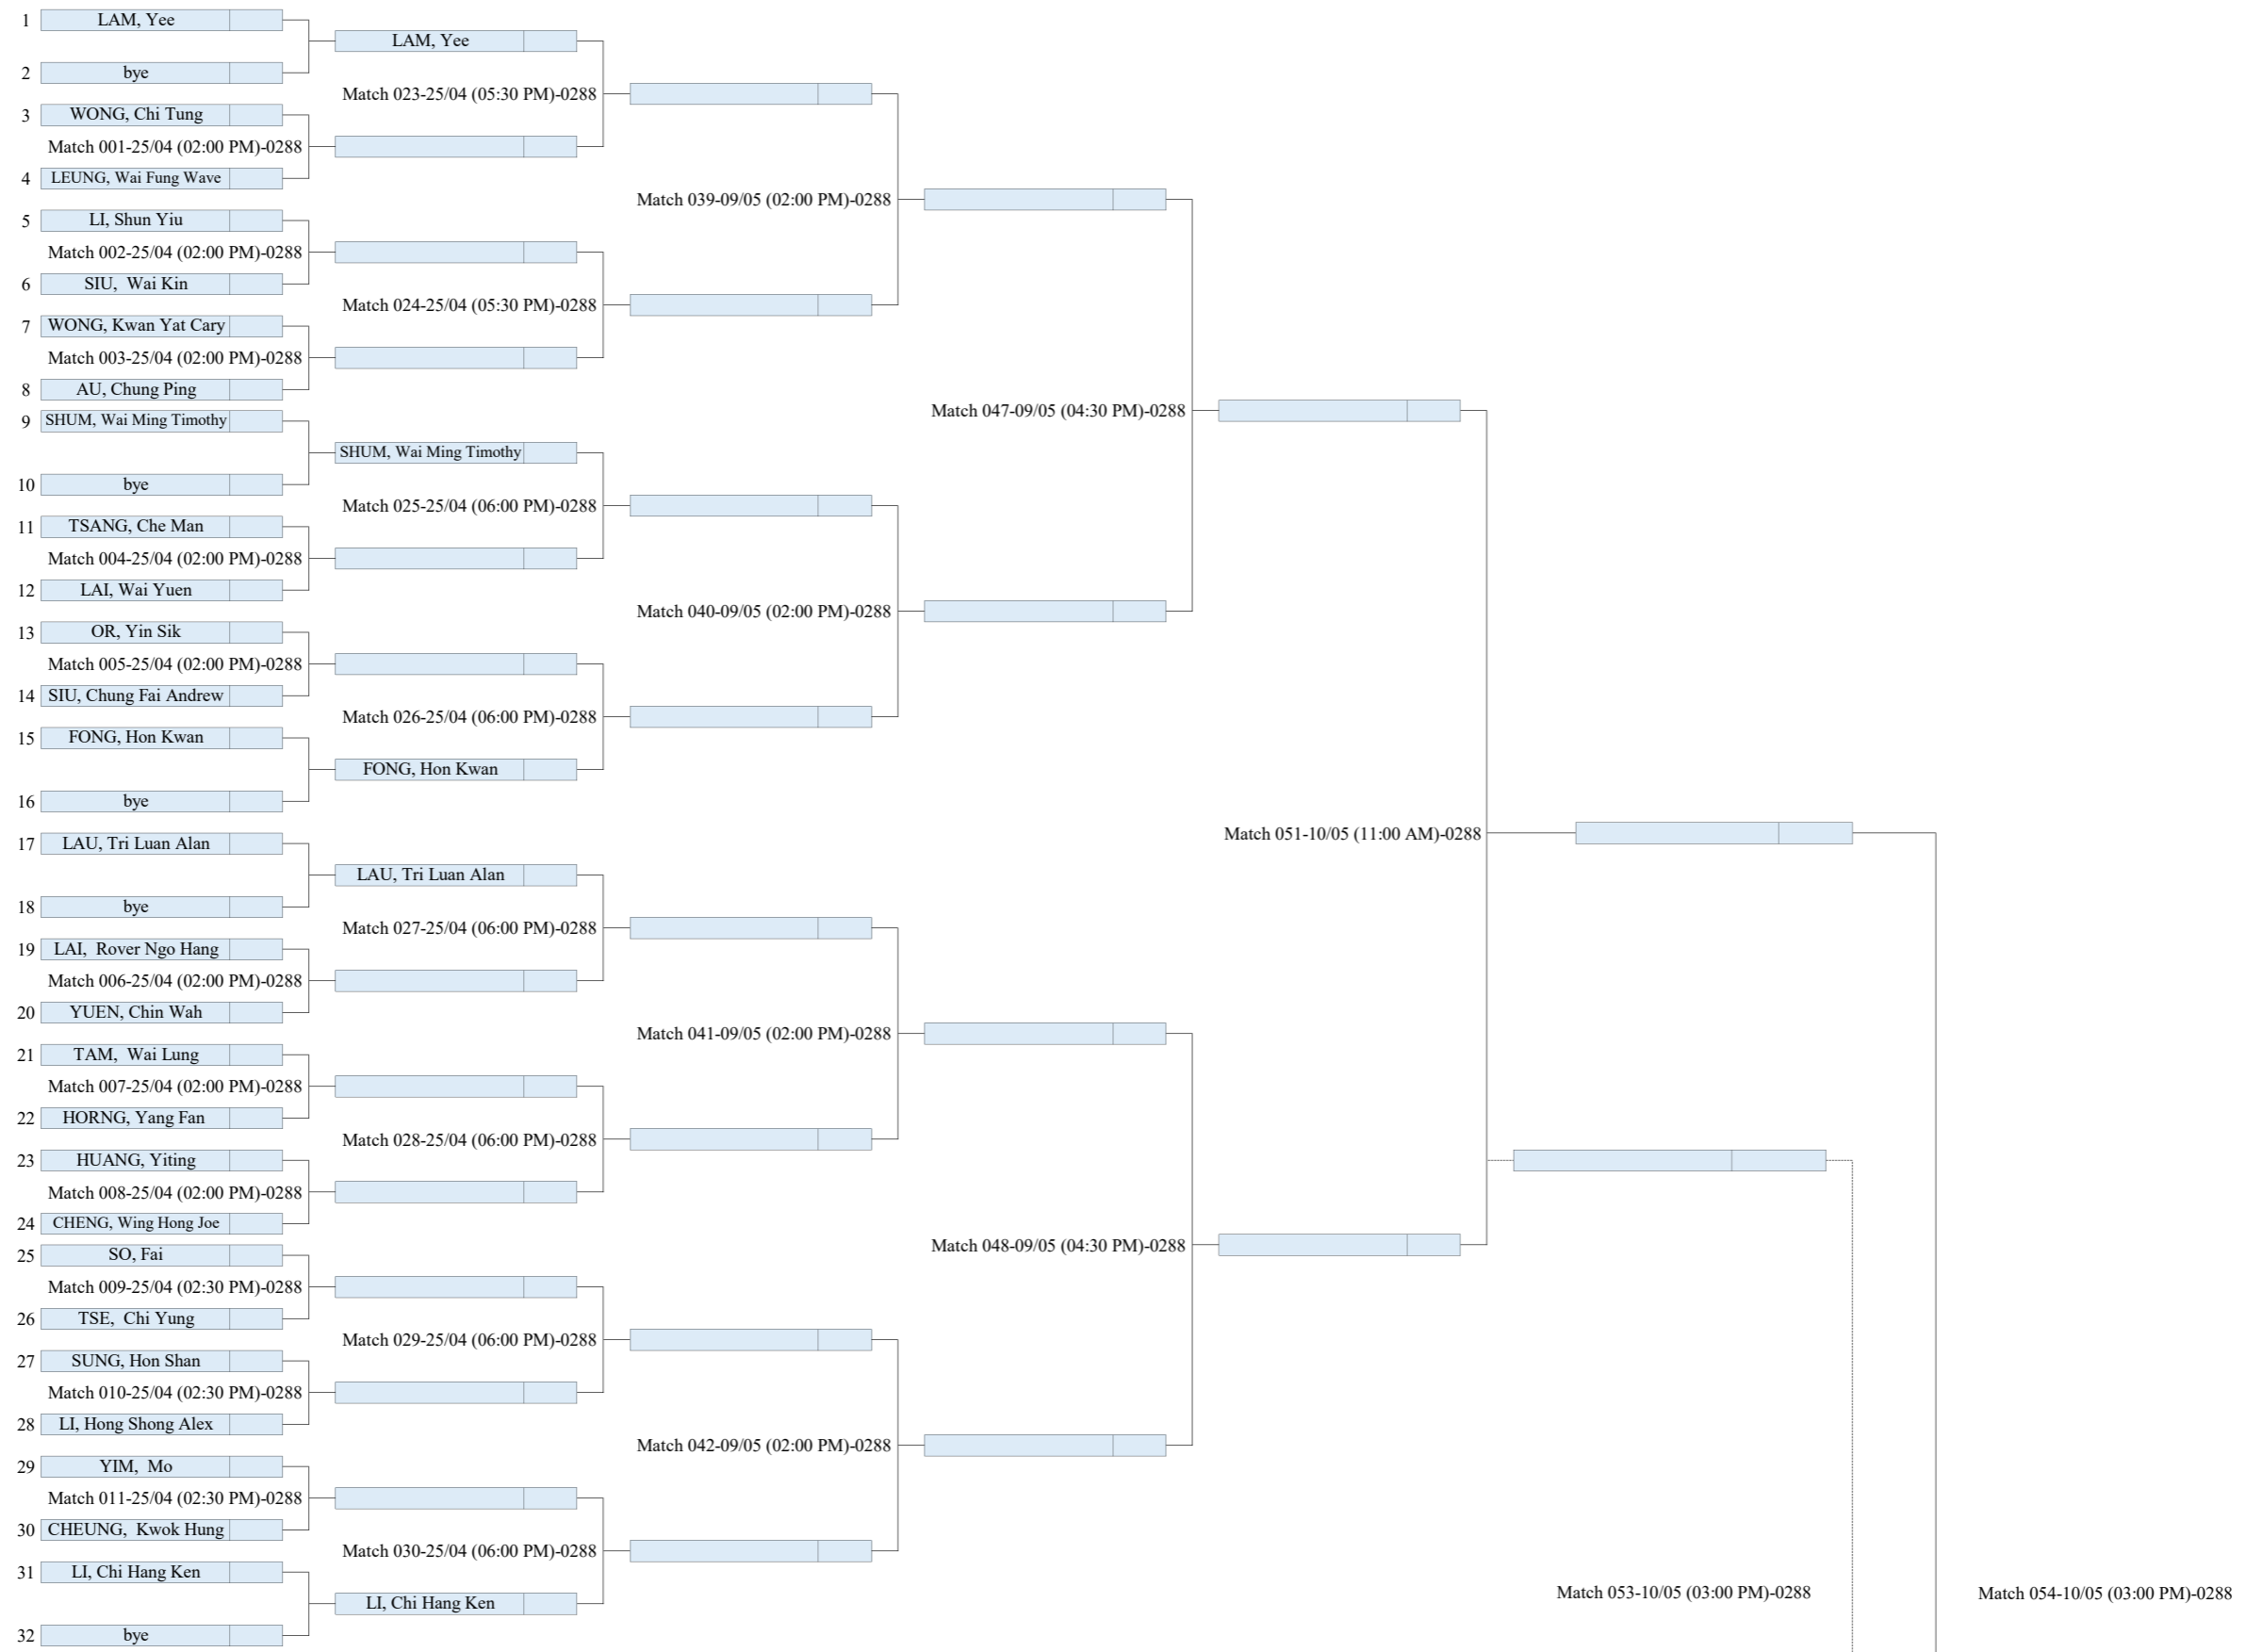 1 LAM, Yee
LAM, Yee
2 bye
Match 023-25/04 (05:30 PM)-0288
3 WONG, Chi Tung
Match 001-25/04 (02:00 PM)-0288
4 LEUNG, Wai Fung Wave
Match 039-09/05 (02:00 PM)-0288
5 LI, Shun Yiu
Match 002-25/04 (02:00 PM)-0288
6 SIU, Wai Kin
Match 024-25/04 (05:30 PM)-0288
7 WONG, Kwan Yat Cary
Match 003-25/04 (02:00 PM)-0288
8 AU, Chung Ping
Match 047-09/05 (04:30 PM)-0288
9 SHUM, Wai Ming Timothy
SHUM, Wai Ming Timothy
10 bye
Match 025-25/04 (06:00 PM)-0288
11 TSANG, Che Man
Match 004-25/04 (02:00 PM)-0288
12 LAI, Wai Yuen
Match 040-09/05 (02:00 PM)-0288
13 OR, Yin Sik
Match 005-25/04 (02:00 PM)-0288
14 SIU, Chung Fai Andrew
Match 026-25/04 (06:00 PM)-0288
15 FONG, Hon Kwan
FONG, Hon Kwan
16 bye
Match 051-10/05 (11:00 AM)-0288
17 LAU, Tri Luan Alan
LAU, Tri Luan Alan
18 bye
Match 027-25/04 (06:00 PM)-0288
19 LAI, Rover Ngo Hang
Match 006-25/04 (02:00 PM)-0288
20 YUEN, Chin Wah
Match 041-09/05 (02:00 PM)-0288
21 TAM, Wai Lung
Match 007-25/04 (02:00 PM)-0288
22 HORNG, Yang Fan
Match 028-25/04 (06:00 PM)-0288
23 HUANG, Yiting
Match 008-25/04 (02:00 PM)-0288
24 CHENG, Wing Hong Joe
Match 048-09/05 (04:30 PM)-0288
25 SO, Fai
Match 009-25/04 (02:30 PM)-0288
26 TSE, Chi Yung
Match 029-25/04 (06:00 PM)-0288
27 SUNG, Hon Shan
Match 010-25/04 (02:30 PM)-0288
28 LI, Hong Shong Alex
Match 042-09/05 (02:00 PM)-0288
29 YIM, Mo
Match 011-25/04 (02:30 PM)-0288
30 CHEUNG, Kwok Hung
Match 030-25/04 (06:00 PM)-0288
31 LI, Chi Hang Ken
LI, Chi Hang Ken
Match 053-10/05 (03:00 PM)-0288
Match 054-10/05 (03:00 PM)-0288
32 bye